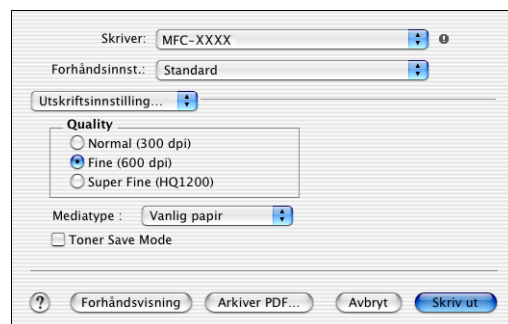 Skriver: MFC-XXXX
Forhåndsinnst.: Standard
Utskriftsinnstilling...
Quality
Normal (300 dpi)
Fine (600 dpi)
Super Fine (HQ1200)
Mediatype : Vanlig papir
Toner Save Mode
? Forhåndsvisning Arkiver PDF... Avbryt Skriv ut